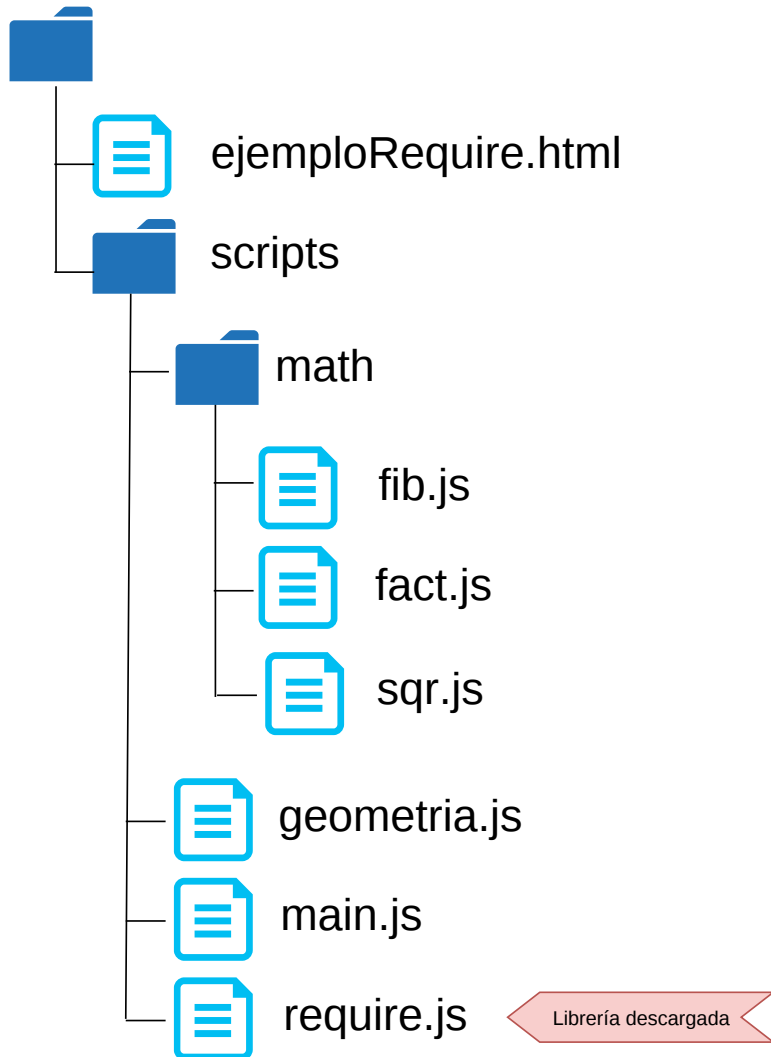 ejemploRequire.html
scripts
math
fib.js
fact.js
sqr.js
geometria.js
main.js
require.js
Librería descargada